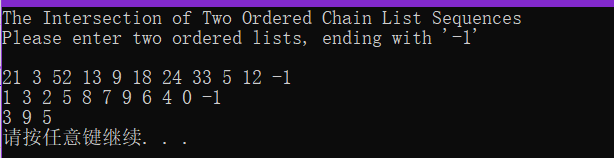 The Intersection of Two Ordered Chain List Sequences
Please enter two ordered lists, ending with '-1'
21 3 52 13 9 18 24 33 5 12 -1
1 3 2 5 8 7 9 6 4 0 -1
3 9 5
请按任意键继续. . .